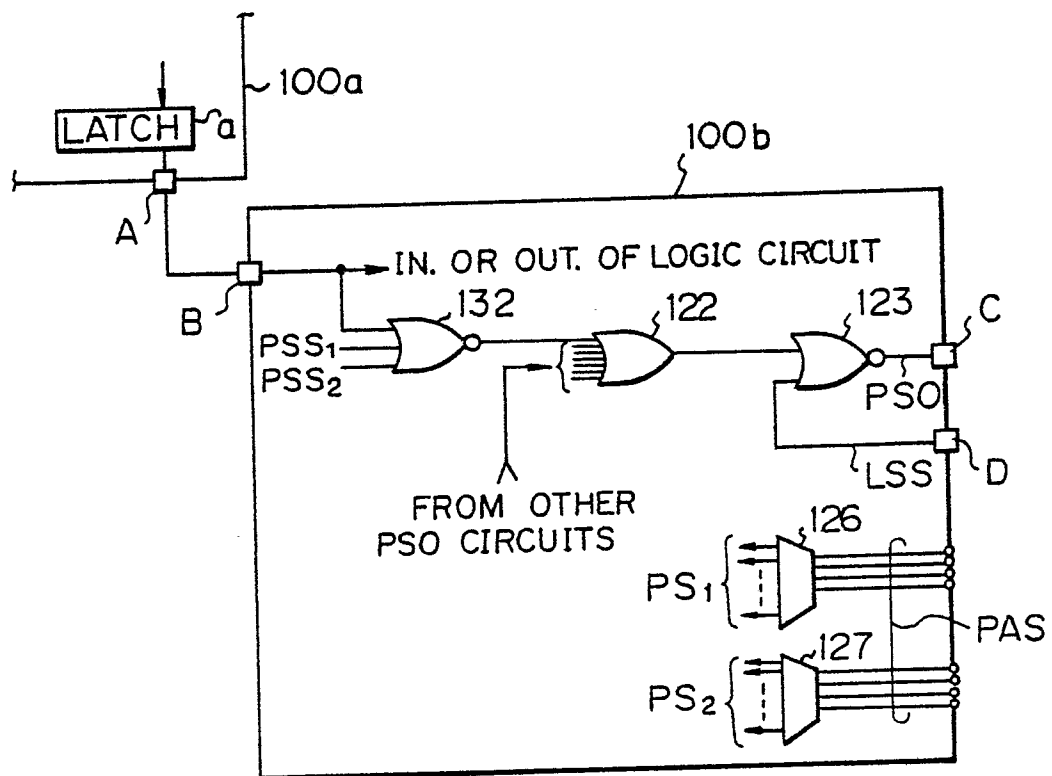 100a
LATCH a
A
100b
B
IN. OR OUT. OF LOGIC CIRCUIT
132
122
123
C
PSS1
PSS2
PSO
LSS
D
FROM OTHER
PSO CIRCUITS
126
PS1
PAS
127
PS2